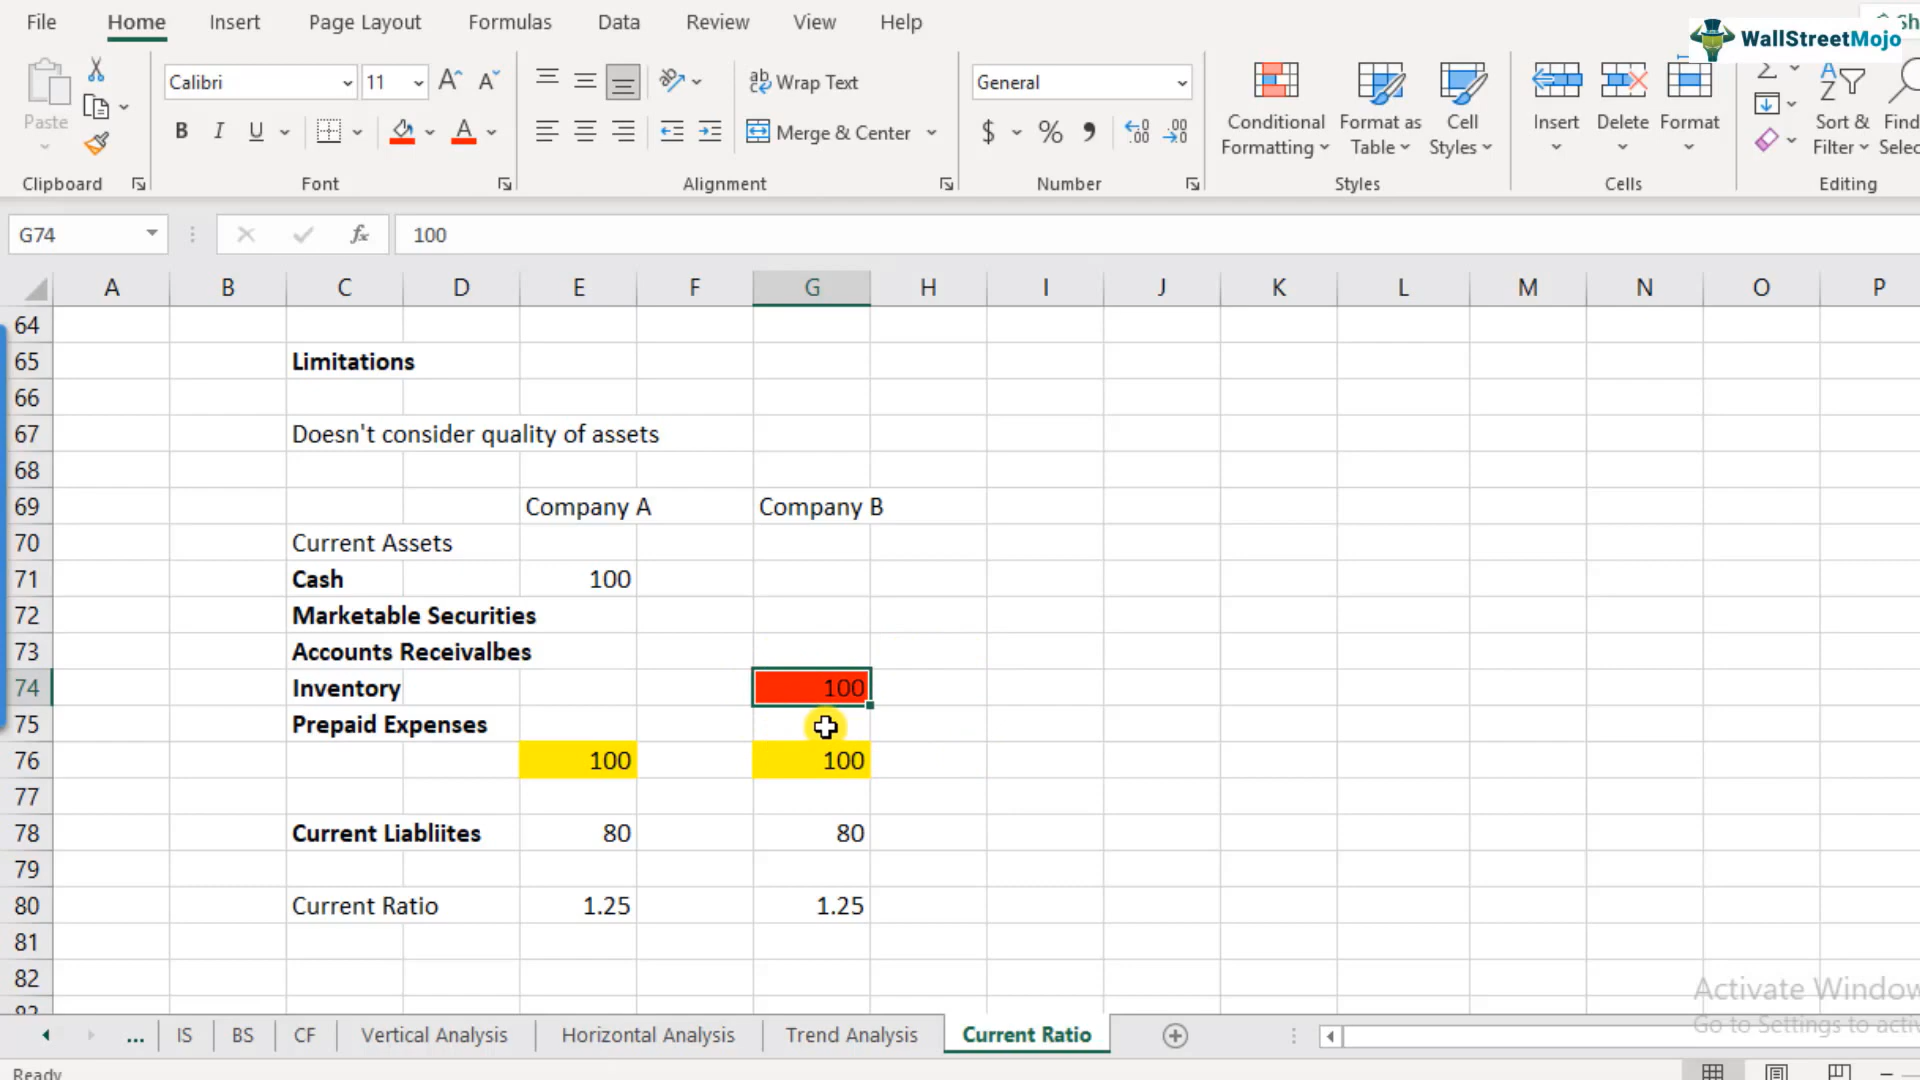 File Home Insert Page Layout Formulas Data Review View Help
WallStreetMojo
Calibri 11 Wrap Text General
Paste Conditional Format as Cell Insert Delete Format Sort & Find
B I U Merge & Center $ % Formatting Table Styles Filter Selec
Clipboard Font Alignment Number Styles Cells Editing
G74 fx 100
A B C D E F G H I J K L M N O P
64
65 Limitations
66
67 Doesn't consider quality of assets
68
69 Company A Company B
70 Current Assets
71 Cash 100
72 Marketable Securities
73 Accounts Receivalbes
74 Inventory 100
75 Prepaid Expenses
76 100 100
77
78 Current Liabliites 80 80
79
80 Current Ratio 1.25 1.25
81
82
Activate Window
Go to Settings to activ
... IS BS CF Vertical Analysis Horizontal Analysis Trend Analysis Current Ratio
Ready